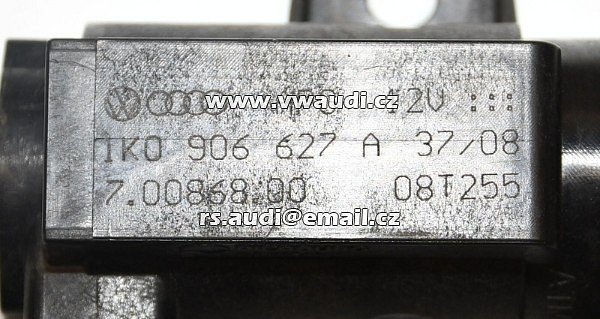 www.vwaudi.cz
12V
1K0 906 627 A 37/08
7.00868.00 08T255
rs.audi@email.cz